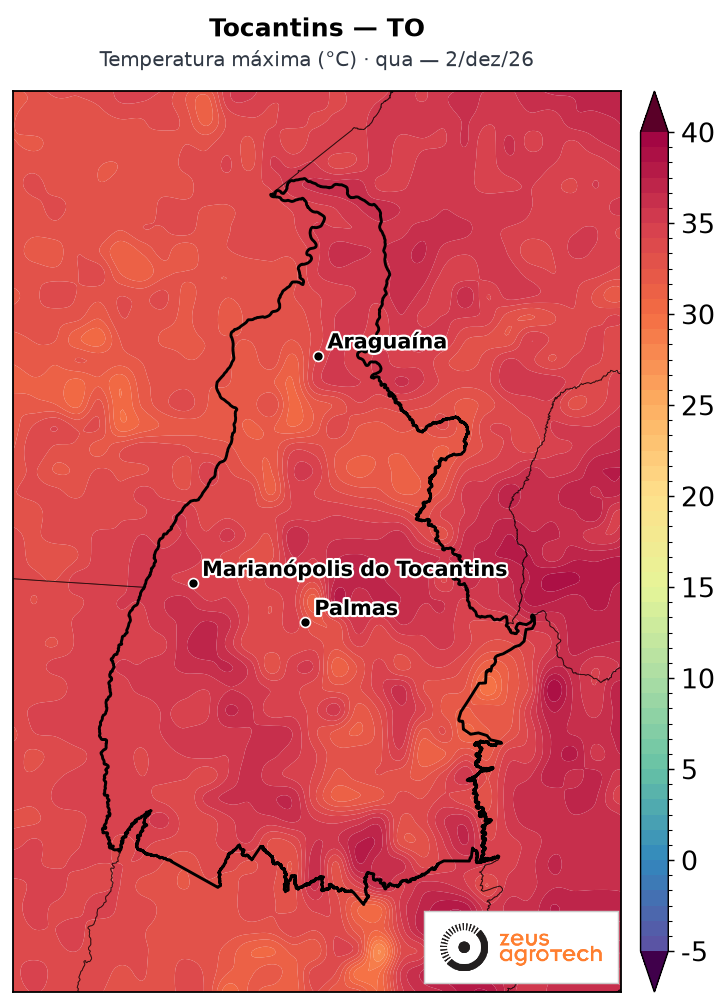 Tocantins — TO
Temperatura máxima (°C) · qua — 2/dez/26
Araguaína
Marianópolis do Tocantins
Palmas
40
35
30
25
20
15
10
5
0
-5
zeus
agrotech